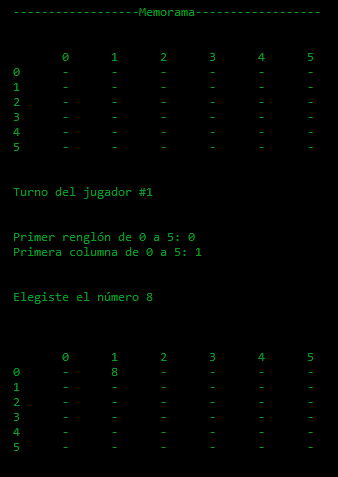 ------------------Memorama------------------
0 1 2 3 4 5
0 - - - - - -
1 - - - - - -
2 - - - - - -
3 - - - - - -
4 - - - - - -
5 - - - - - -
Turno del jugador #1
Primer renglón de 0 a 5: 0
Primera columna de 0 a 5: 1
Elegiste el número 8
0 1 2 3 4 5
0 - 8 - - - -
1 - - - - - -
2 - - - - - -
3 - - - - - -
4 - - - - - -
5 - - - - - -